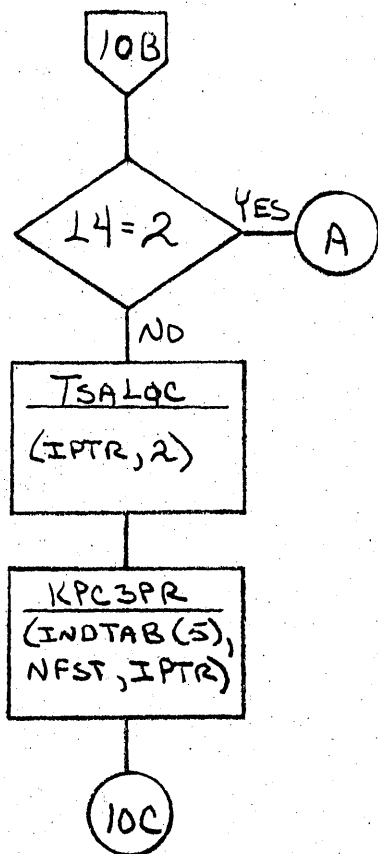 10B
L4=2
YES
A
NO
TSALOC
(IPTR, 2)
KPC3PR
(INDTAB(5),
NFST, IPTR)
10C